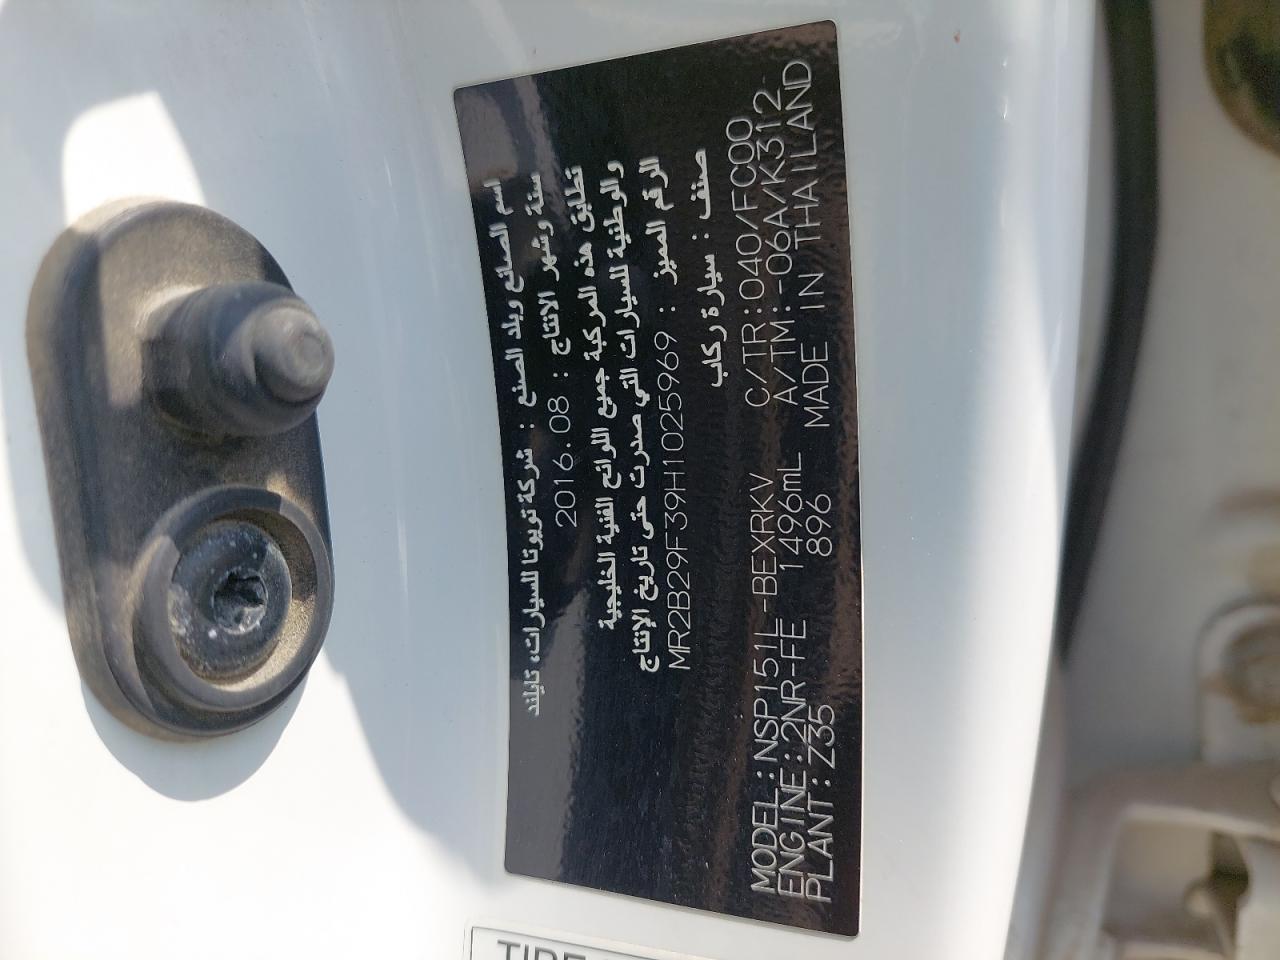 اسم الصانع وبلد الصنع : شركة تويوتا للسيارات، تايلند
سنة وشهر الانتاج : 2016.08
تطابق هذه المركبة جميع اللوائح الفنية الخليجية
والوطنية للسيارات التي صدرت حتى تاريخ الإنتاج
الرقم المميز : MR2B29F39H1025969
صنف : سيارة ركاب
MODEL:NSP151L-BEXRKV C/TR:040/FC00
ENGINE:2NR-FE 1496mL A/TM:-06A/K312-
PLANT:Z35 896 MADE IN THAILAND